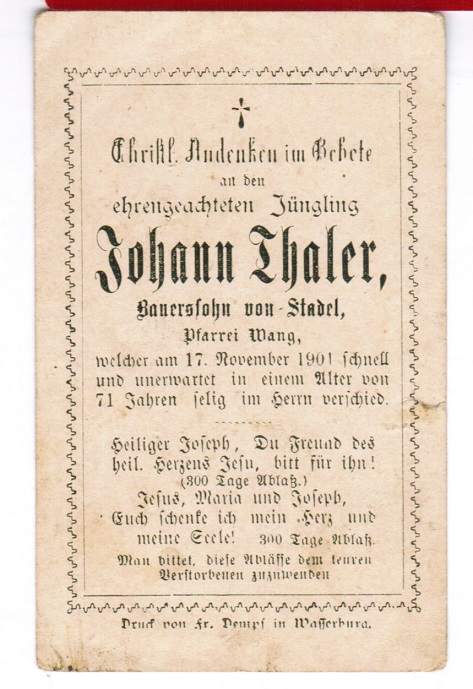 Christl. Andenken im Gebete
an den
ehrengeachteten Jüngling
Johann Thaler,
Bauerssohn von Stadel,
Pfarrei Wang,
welcher am 17. November 1901 schnell
und unerwartet in einem Alter von
71 Jahren selig im Herrn verschied.
Heiliger Joseph, Du Freund des
heil. Herzens Jesu, bitt für ihn!
(300 Tage Ablaß.)
Jesus, Maria und Joseph,
Euch schenke ich mein Herz und
meine Seele! 300 Tage Ablaß.
Man bittet, diese Ablässe dem teuren
Verstorbenen zuzuwenden
Druck von Fr. Dempf in Wasserburg.